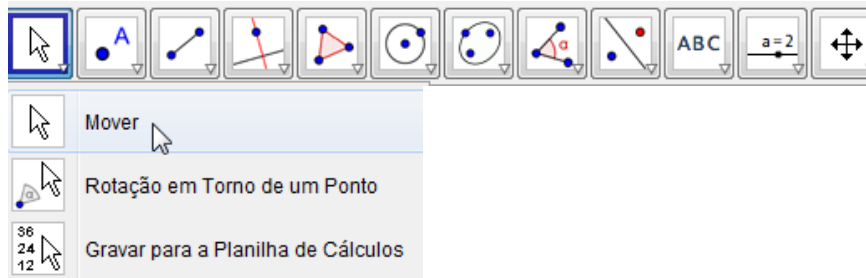 A
α
ABC
a=2
Mover
α
Rotação em Torno de um Ponto
36
24
12
Gravar para a Planilha de Cálculos